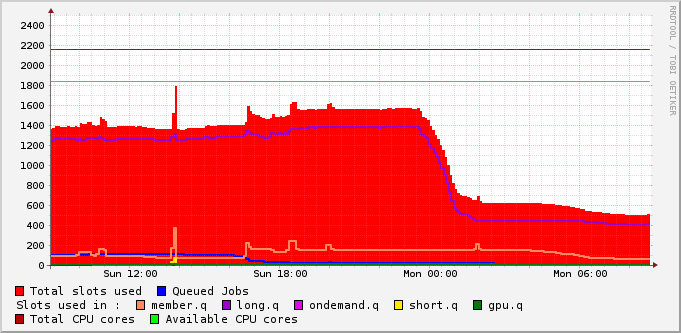 RRDTOOL / TOBI OETIKER
2400
2200
2000
1800
1600
1400
1200
1000
800
600
400
200
0
Sun 12:00 Sun 18:00 Mon 00:00 Mon 06:00
Total slots used Queued Jobs
Slots used in : member.q long.q ondemand.q short.q gpu.q
Total CPU cores Available CPU cores